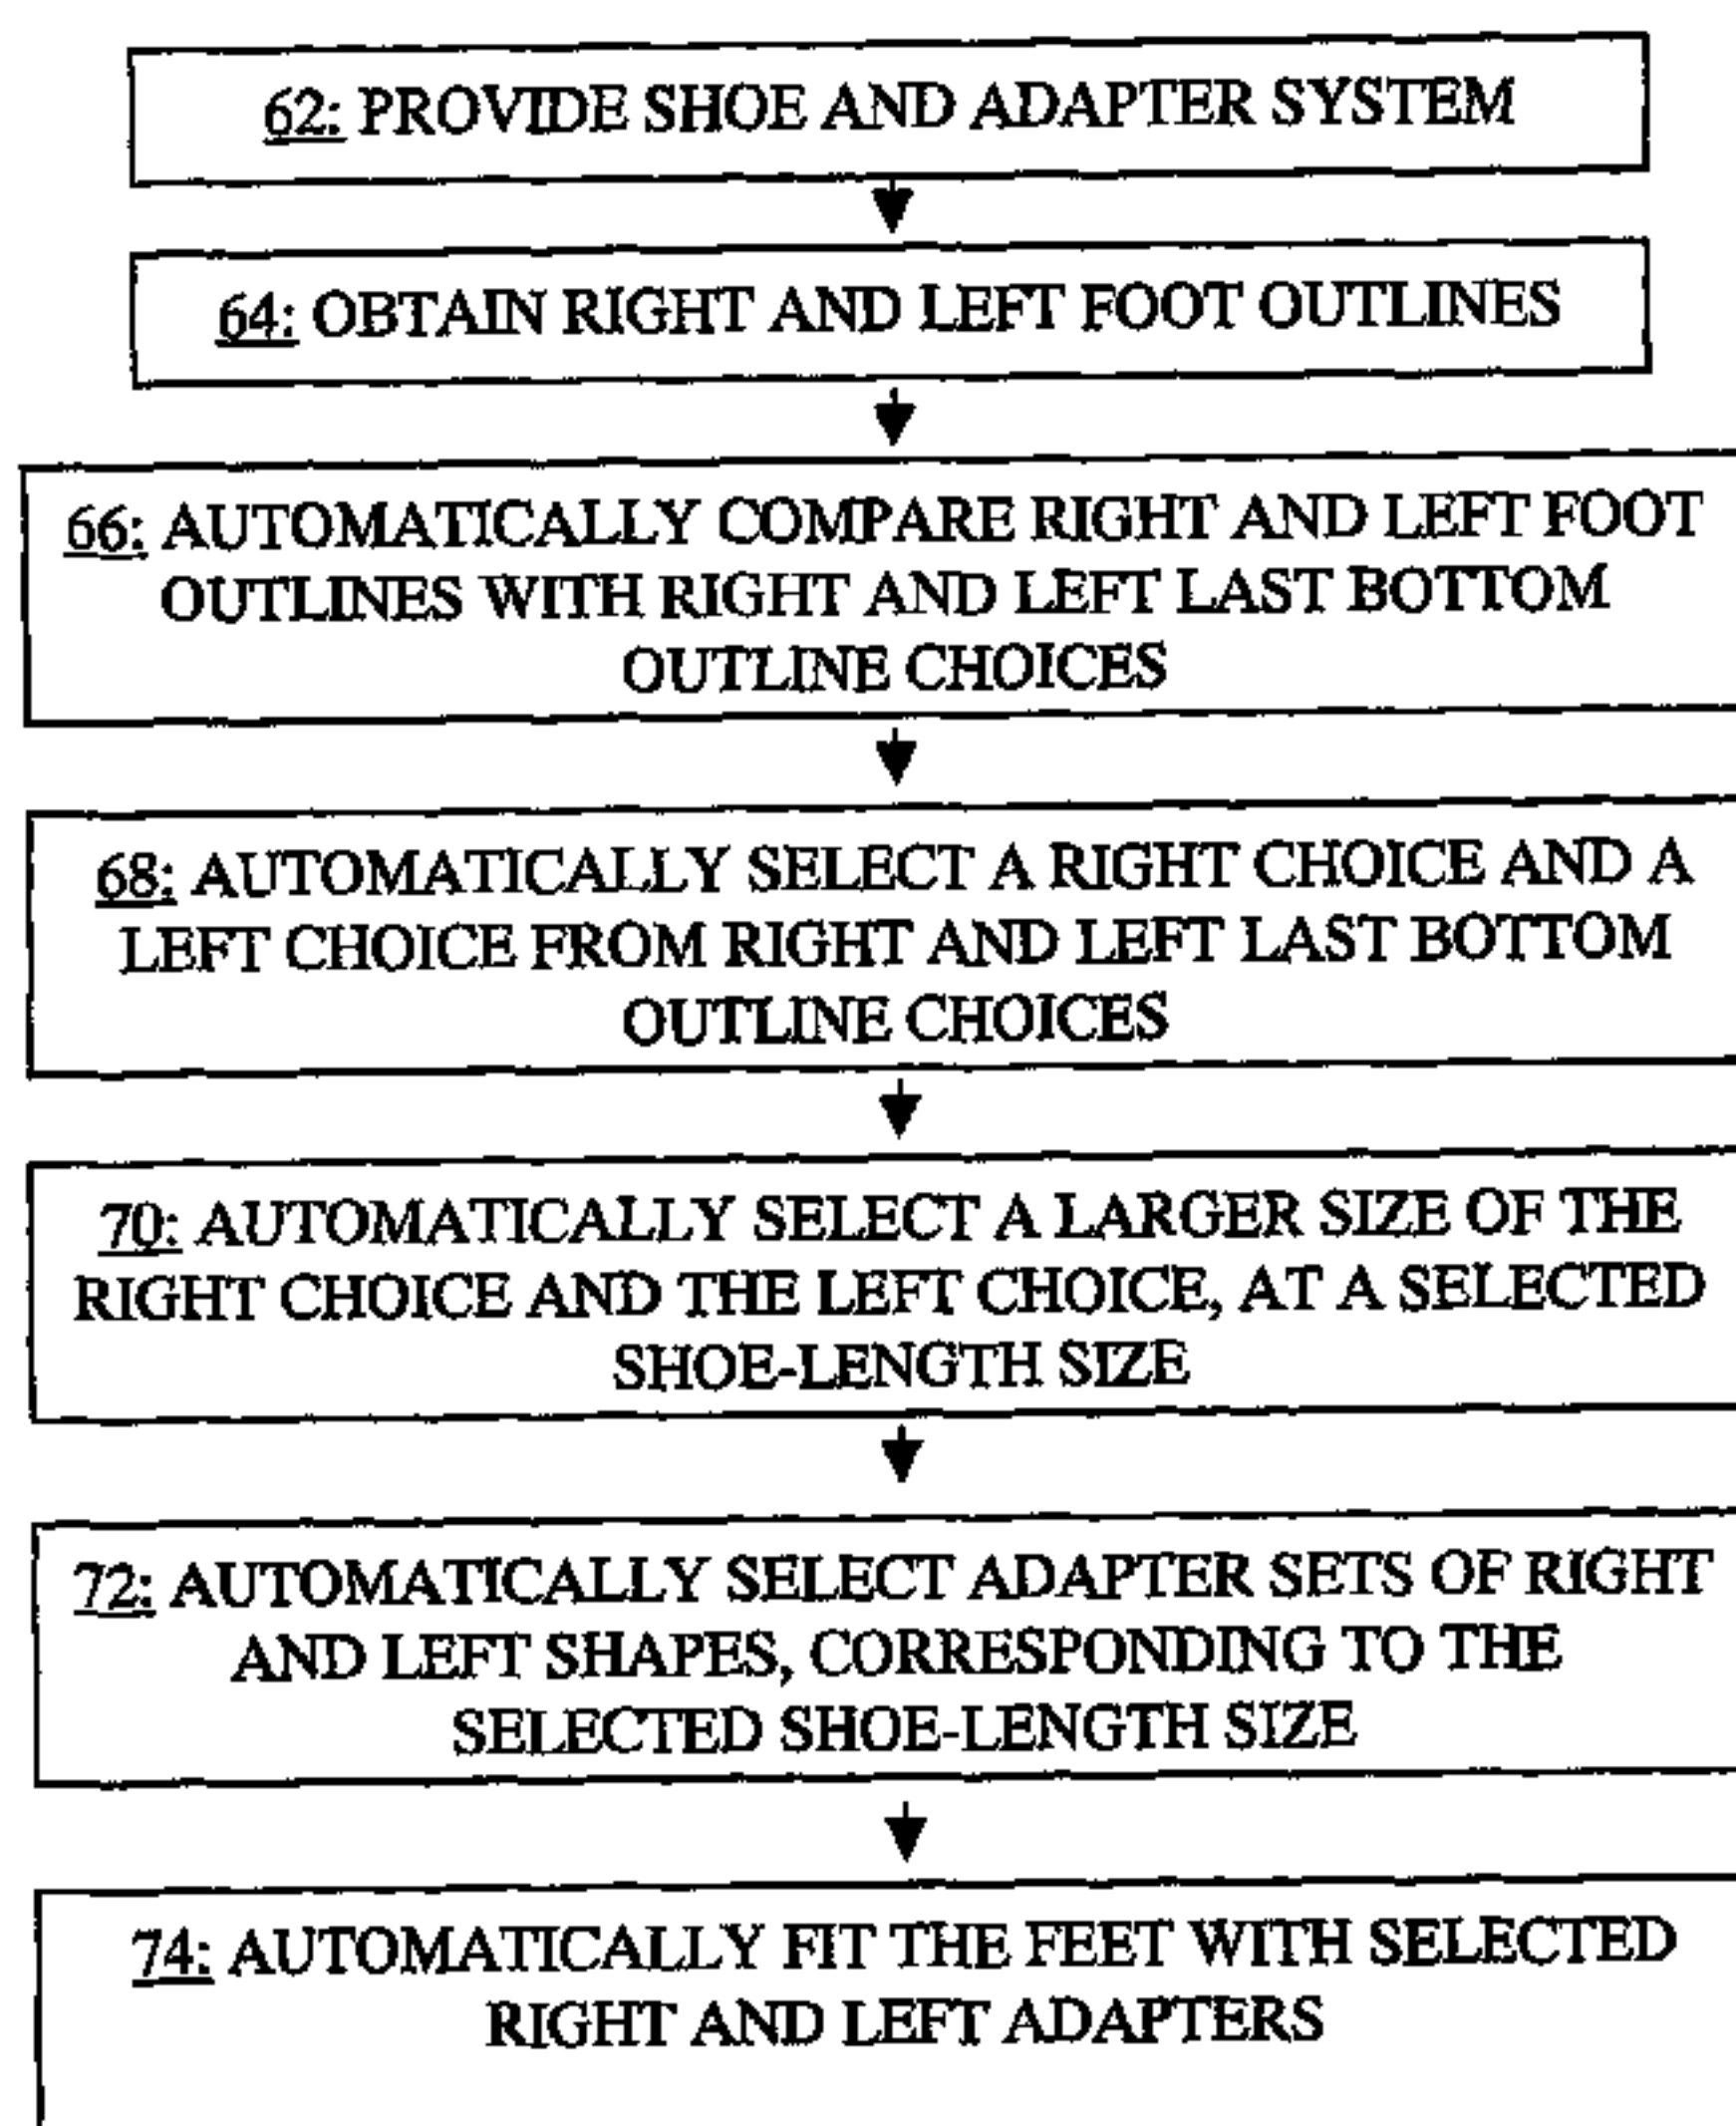 62: PROVIDE SHOE AND ADAPTER SYSTEM
64: OBTAIN RIGHT AND LEFT FOOT OUTLINES
66: AUTOMATICALLY COMPARE RIGHT AND LEFT FOOT
OUTLINES WITH RIGHT AND LEFT LAST BOTTOM
OUTLINE CHOICES
68: AUTOMATICALLY SELECT A RIGHT CHOICE AND A
LEFT CHOICE FROM RIGHT AND LEFT LAST BOTTOM
OUTLINE CHOICES
70: AUTOMATICALLY SELECT A LARGER SIZE OF THE
RIGHT CHOICE AND THE LEFT CHOICE, AT A SELECTED
SHOE-LENGTH SIZE
72: AUTOMATICALLY SELECT ADAPTER SETS OF RIGHT
AND LEFT SHAPES, CORRESPONDING TO THE
SELECTED SHOE-LENGTH SIZE
74: AUTOMATICALLY FIT THE FEET WITH SELECTED
RIGHT AND LEFT ADAPTERS